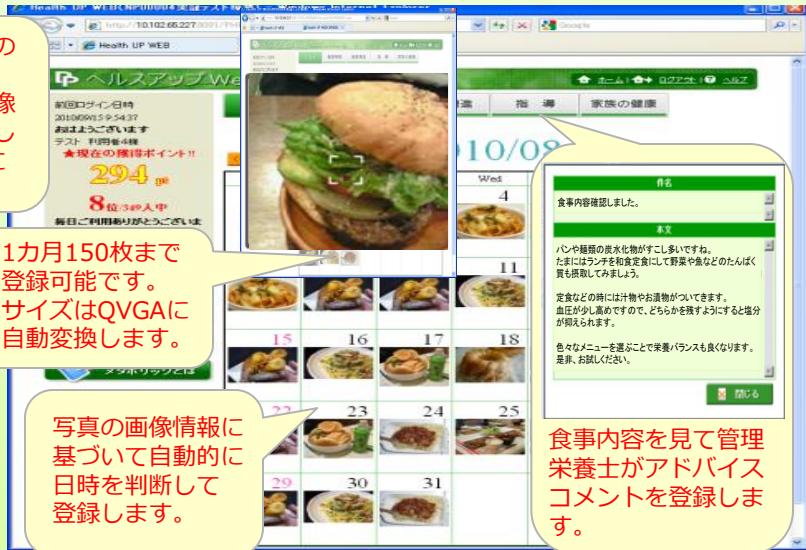 Health UP WEB
ヘルスアップWe
ホーム
ログアウト
ヘルプ
前回ログイン日時
2010/09/15 9:54:37
おはようございます
テスト 利用者4様
★現在の獲得ポイント!!
294
8位/349人中
毎日ご利用ありがとうございま
指 導
家族の健康
010/08
Wed
4
11
15
16
17
18
22
23
24
25
29
30
31
の
像
し
1カ月150枚まで
登録可能です。
サイズはQVGAに
自動変換します。
写真の画像情報に
基づいて自動的に
日時を判断して
登録します。
件名
食事内容確認しました。
本文
パンや麺類の炭水化物がすこし多いですね。
たまにはランチを和食定食にして野菜や魚などのたんぱく
質も摂取してみましょう。
定食などの時には汁物やお漬物がついてきます。
血圧が少し高めですので、どちらかを残すようにすると塩分
が抑えられます。
色々なメニューを選ぶことで栄養バランスも良くなります。
是非、お試しください。
閉じる
食事内容を見て管理
栄養士がアドバイス
コメントを登録しま
す。